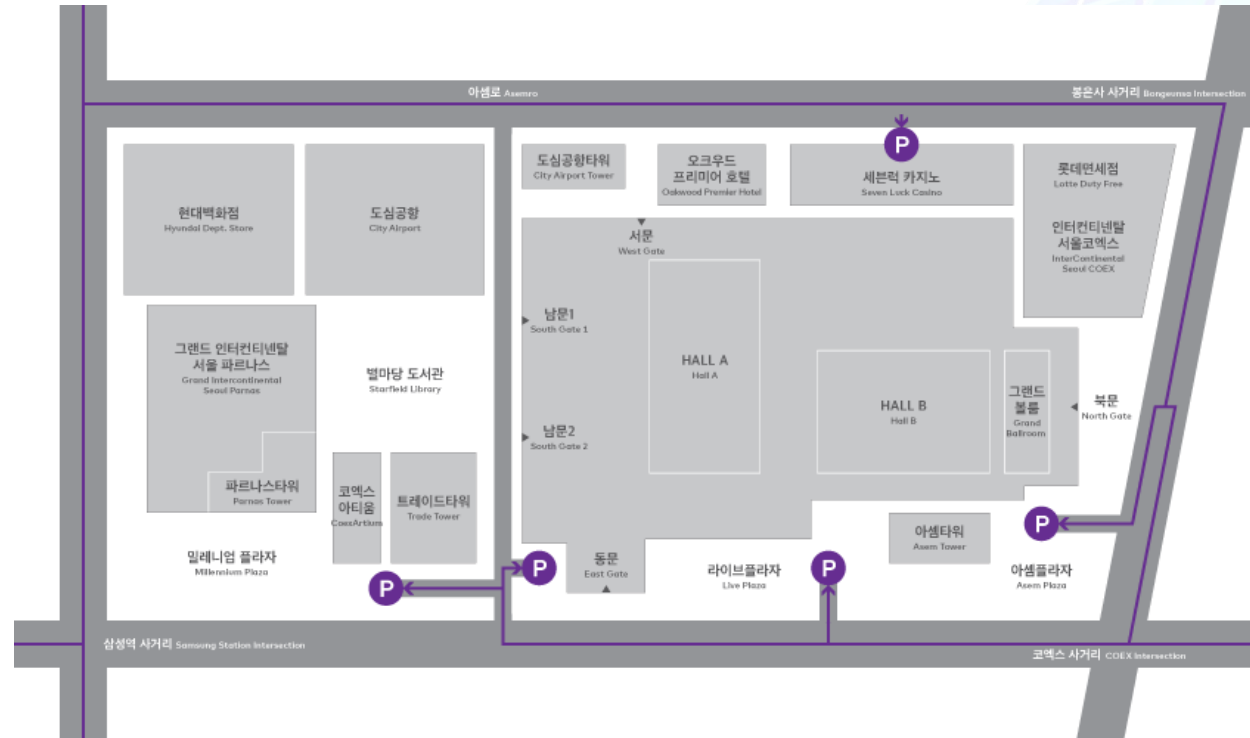 아셈로 Asemro
봉은사 사거리 Bongeunsa Intersection
P
현대백화점
Hyundai Dept. Store
도심공항
City Airport
도심공항타워
City Airport Tower
오크우드
프리미어 호텔
Oakwood Premier Hotel
세븐럭 카지노
Seven Luck Casino
롯데면세점
Lotte Duty Free
인터컨티넨탈
서울코엑스
InterContinental
Seoul COEX
서문
West Gate
남문1
South Gate 1
그랜드 인터컨티넨탈
서울 파르나스
Grand Intercontinental
Seoul Parnas
별마당 도서관
Starfield Library
HALL A
Hall A
HALL B
Hall B
그랜드
볼룸
Grand
Ballroom
북문
North Gate
남문2
South Gate 2
파르나스타워
Parnas Tower
코엑스
아티움
CoexArtium
트레이드타워
Trade Tower
아셈타워
Asem Tower
P
밀레니엄 플라자
Millennium Plaza
P
P
동문
East Gate
라이브플라자
Live Plaza
P
아셈플라자
Asem Plaza
삼성역 사거리 Samsung Station Intersection
코엑스 사거리 COEX Intersection